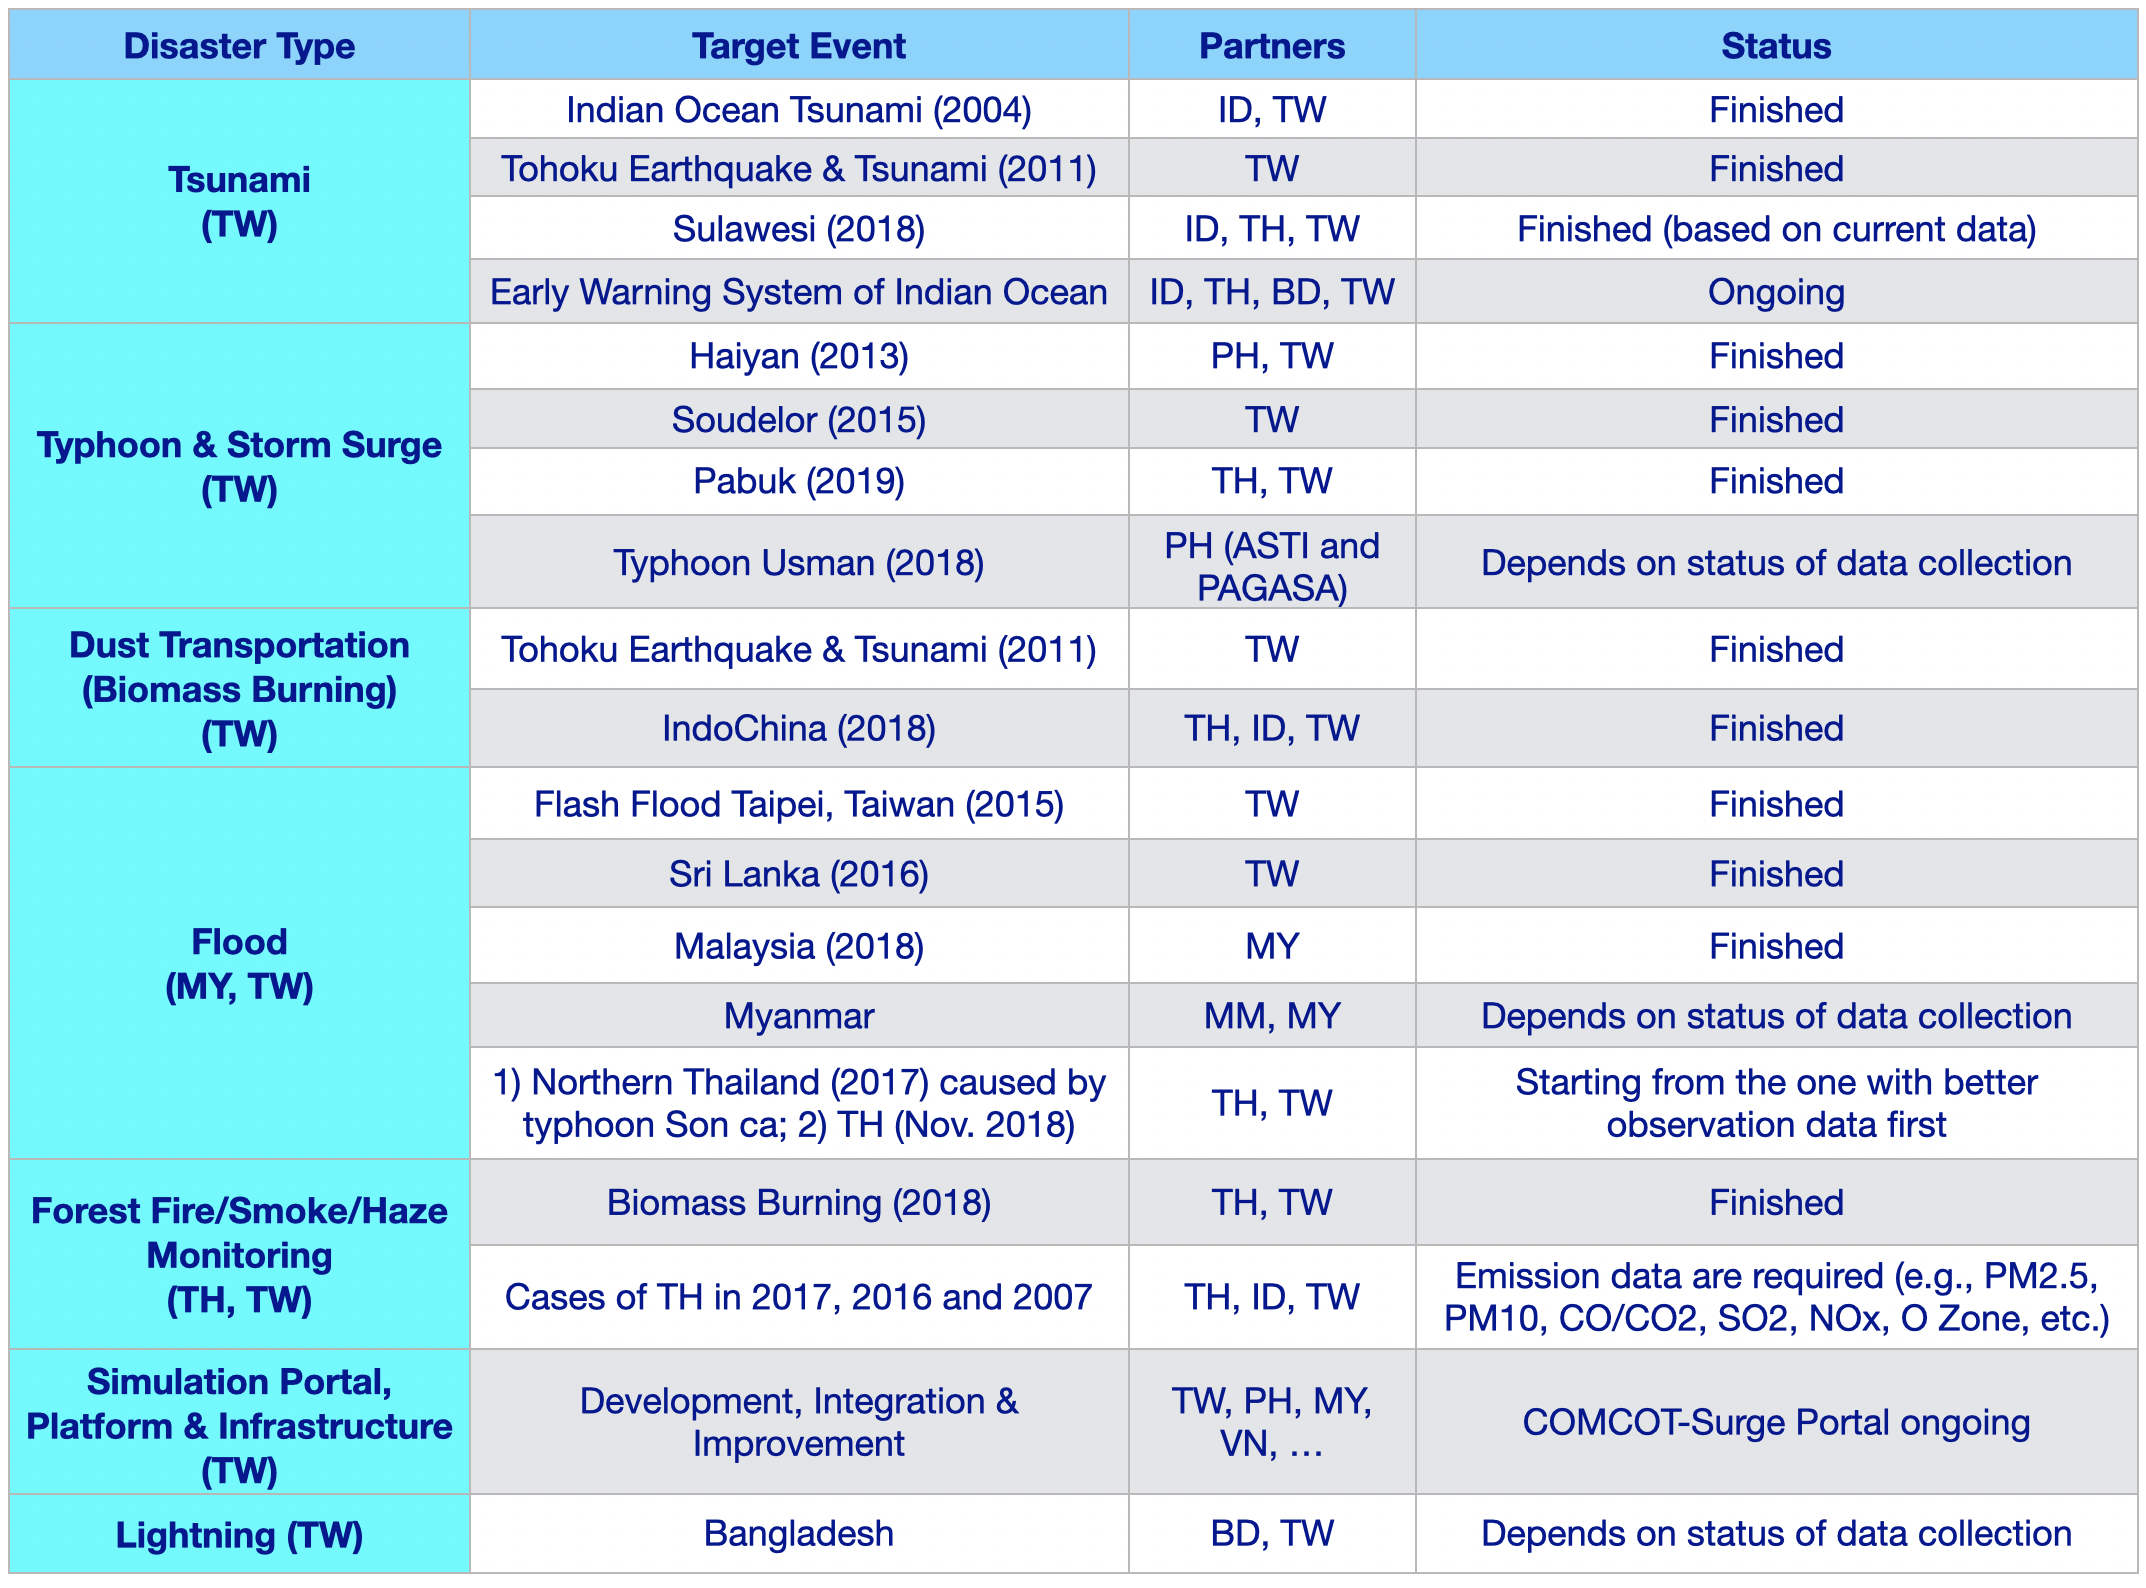 Disaster Type
Target Event
Partners
Status
Tsunami
(TW)
Indian Ocean Tsunami (2004)
ID, TW
Finished
Tohoku Earthquake & Tsunami (2011)
TW
Finished
Sulawesi (2018)
ID, TH, TW
Finished (based on current data)
Early Warning System of Indian Ocean
ID, TH, BD, TW
Ongoing
Typhoon & Storm Surge
(TW)
Haiyan (2013)
PH, TW
Finished
Soudelor (2015)
TW
Finished
Pabuk (2019)
TH, TW
Finished
Typhoon Usman (2018)
PH (ASTI and
PAGASA)
Depends on status of data collection
Dust Transportation
(Biomass Burning)
(TW)
Tohoku Earthquake & Tsunami (2011)
TW
Finished
IndoChina (2018)
TH, ID, TW
Finished
Flood
(MY, TW)
Flash Flood Taipei, Taiwan (2015)
TW
Finished
Sri Lanka (2016)
TW
Finished
Malaysia (2018)
MY
Finished
Myanmar
MM, MY
Depends on status of data collection
1) Northern Thailand (2017) caused by
typhoon Son ca; 2) TH (Nov. 2018)
TH, TW
Starting from the one with better
observation data first
Forest Fire/Smoke/Haze
Monitoring
(TH, TW)
Biomass Burning (2018)
TH, TW
Finished
Cases of TH in 2017, 2016 and 2007
TH, ID, TW
Emission data are required (e.g., PM2.5,
PM10, CO/CO2, SO2, NOx, O Zone, etc.)
Simulation Portal,
Platform & Infrastructure
(TW)
Development, Integration &
Improvement
TW, PH, MY,
VN, …
COMCOT-Surge Portal ongoing
Lightning (TW)
Bangladesh
BD, TW
Depends on status of data collection